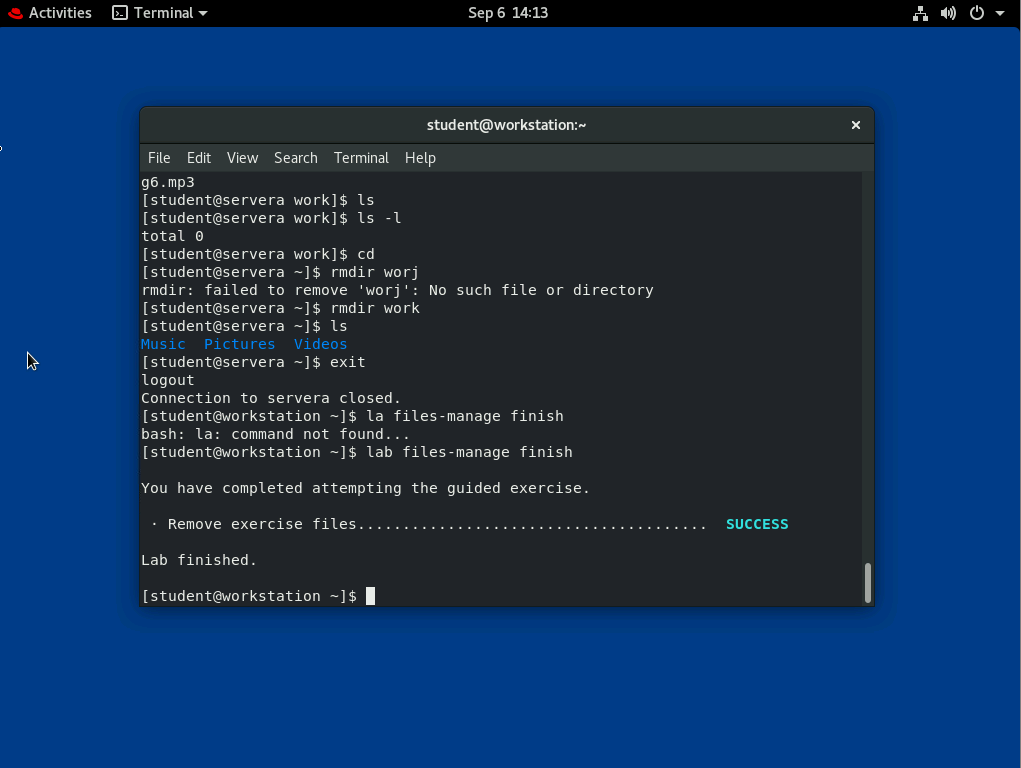 Activities Terminal Sep 6 14:13
student@workstation:~
File Edit View Search Terminal Help
g6.mp3
[student@servera work]$ ls
[student@servera work]$ ls -l
total 0
[student@servera work]$ cd
[student@servera ~]$ rmdir worj
rmdir: failed to remove 'worj': No such file or directory
[student@servera ~]$ rmdir work
[student@servera ~]$ ls
Music  Pictures  Videos
[student@servera ~]$ exit
logout
Connection to servera closed.
[student@workstation ~]$ la files-manage finish
bash: la: command not found...
[student@workstation ~]$ lab files-manage finish
You have completed attempting the guided exercise.
· Remove exercise files.......................................  SUCCESS
Lab finished.
[student@workstation ~]$